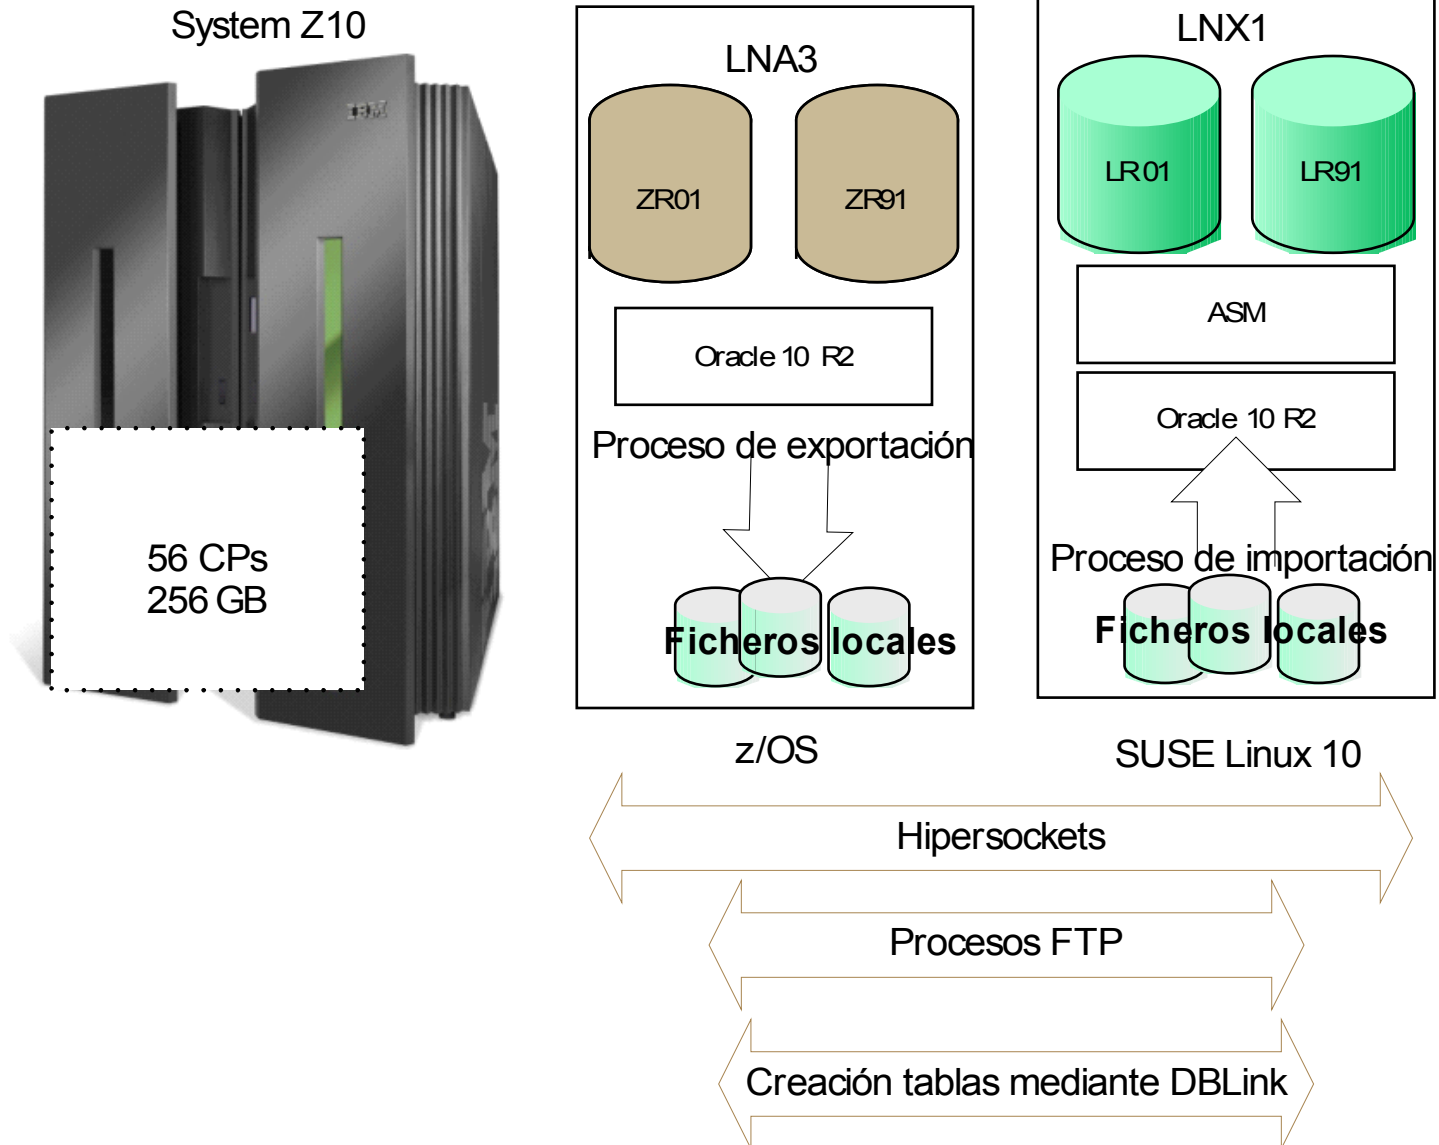 System Z10
IBM
56 CPs
256 GB
LNA3
ZR01
ZR91
Oracle 10 R2
Proceso de exportación
Ficheros locales
z/OS
LNX1
LR01
LR91
ASM
Oracle 10 R2
Proceso de importación
Ficheros locales
SUSE Linux 10
Hipersockets
Procesos FTP
Creación tablas mediante DBLink